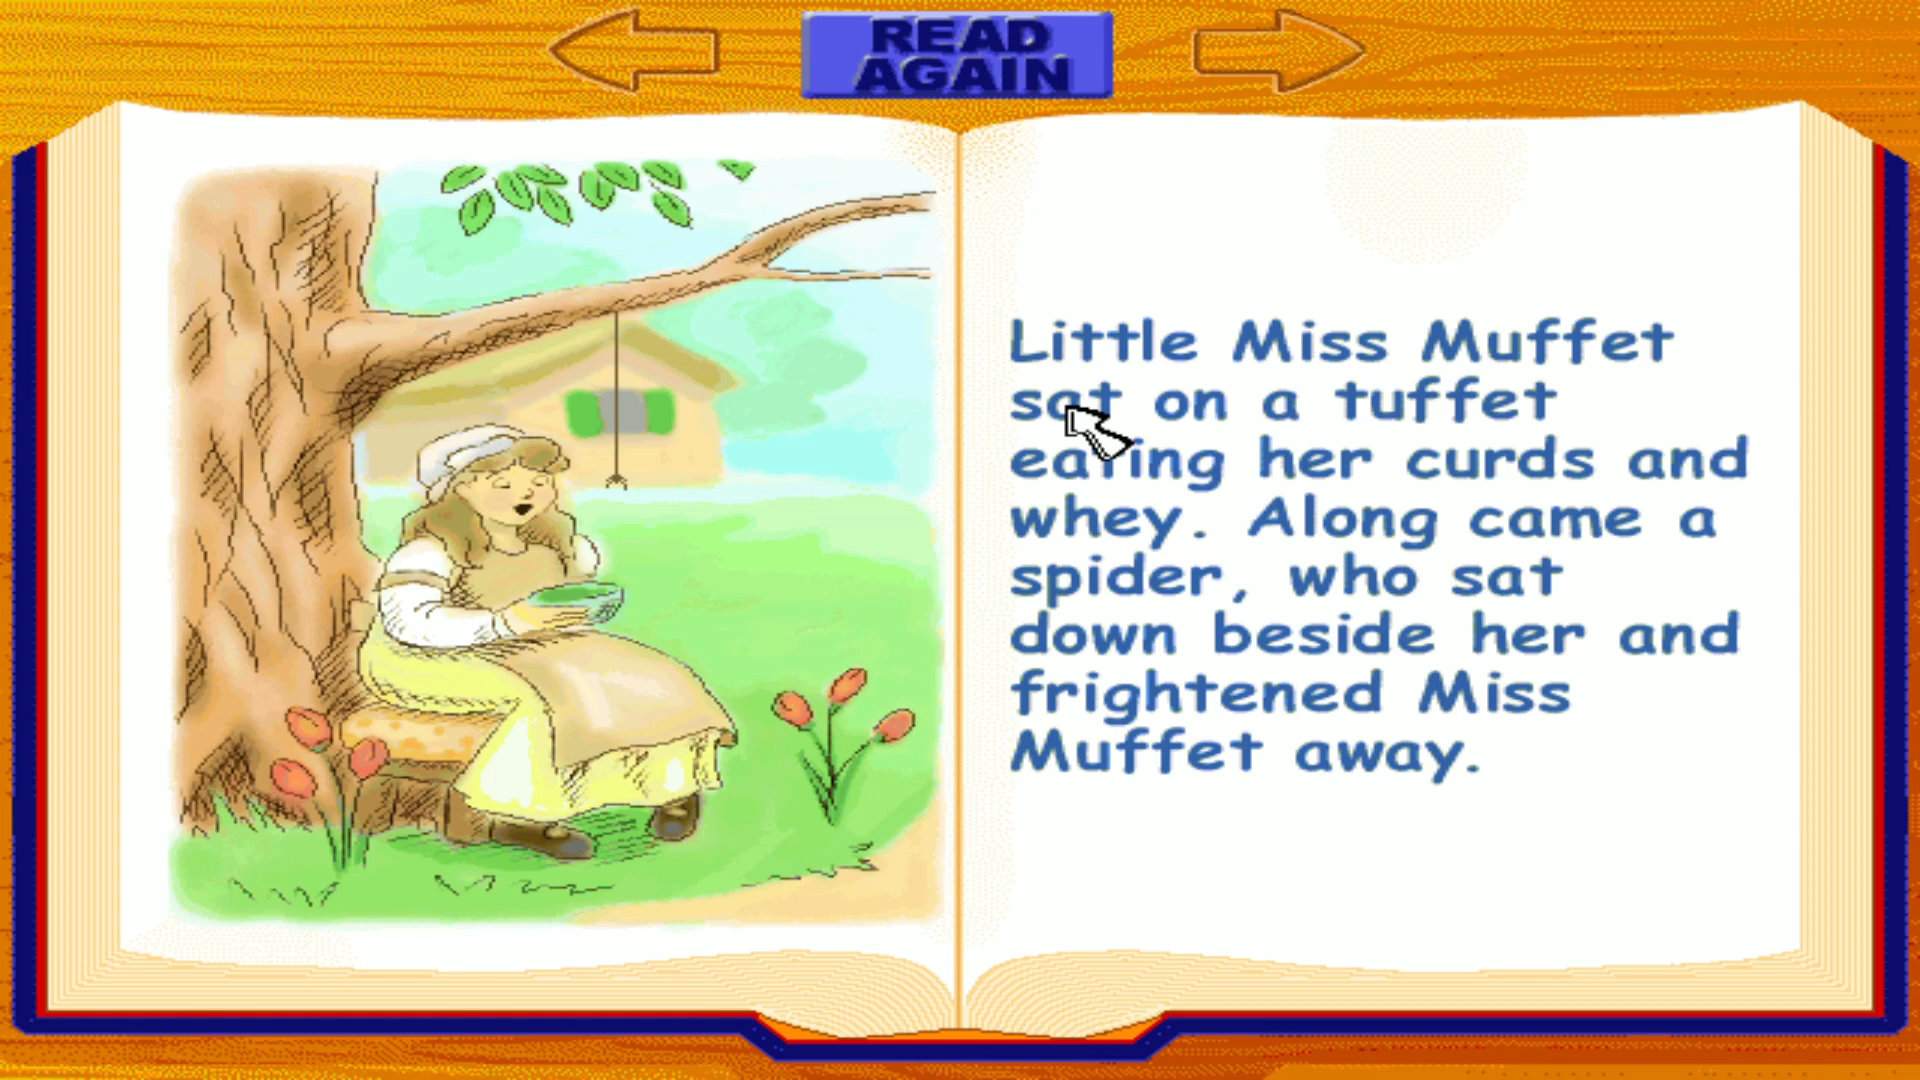 READ
AGAIN
Little Miss Muffet
sat on a tuffet
eating her curds and
whey. Along came a
spider, who sat
down beside her and
frightened Miss
Muffet away.